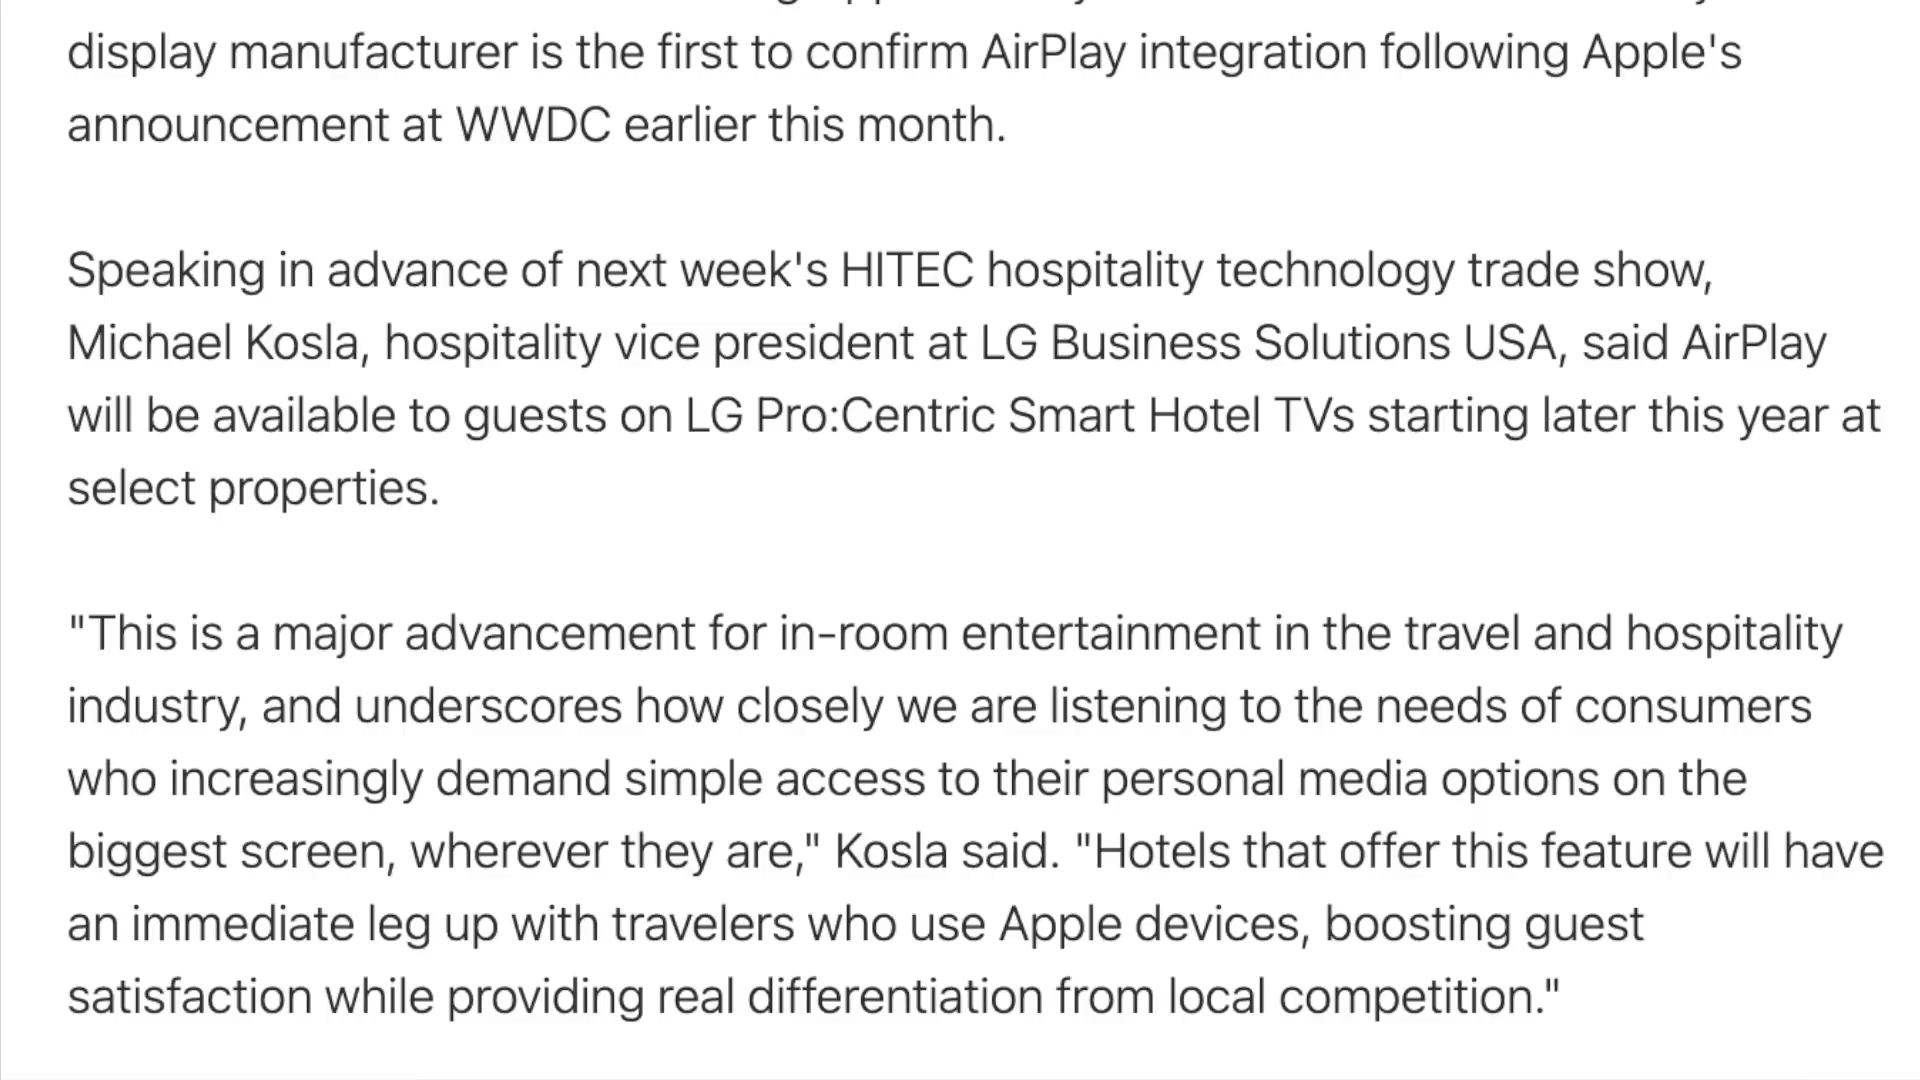 display manufacturer is the first to confirm AirPlay integration following Apple's
announcement at WWDC earlier this month.
Speaking in advance of next week's HITEC hospitality technology trade show,
Michael Kosla, hospitality vice president at LG Business Solutions USA, said AirPlay
will be available to guests on LG Pro:Centric Smart Hotel TVs starting later this year at
select properties.
"This is a major advancement for in-room entertainment in the travel and hospitality
industry, and underscores how closely we are listening to the needs of consumers
who increasingly demand simple access to their personal media options on the
biggest screen, wherever they are," Kosla said. "Hotels that offer this feature will have
an immediate leg up with travelers who use Apple devices, boosting guest
satisfaction while providing real differentiation from local competition."